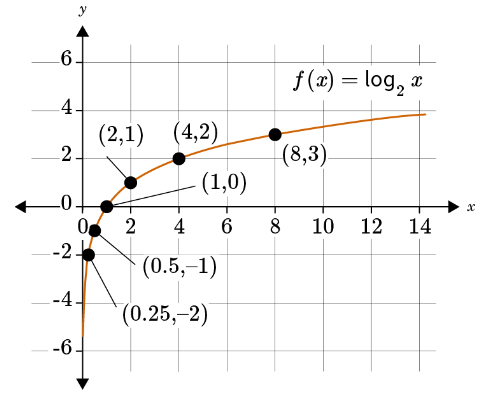 y
6
f(x) = log₂ x
4
(2,1) (4,2)
(8,3)
2
(1,0)
0 x
0 2 4 6 8 10 12 14
-2
(0.5,–1)
-4
(0.25,–2)
-6